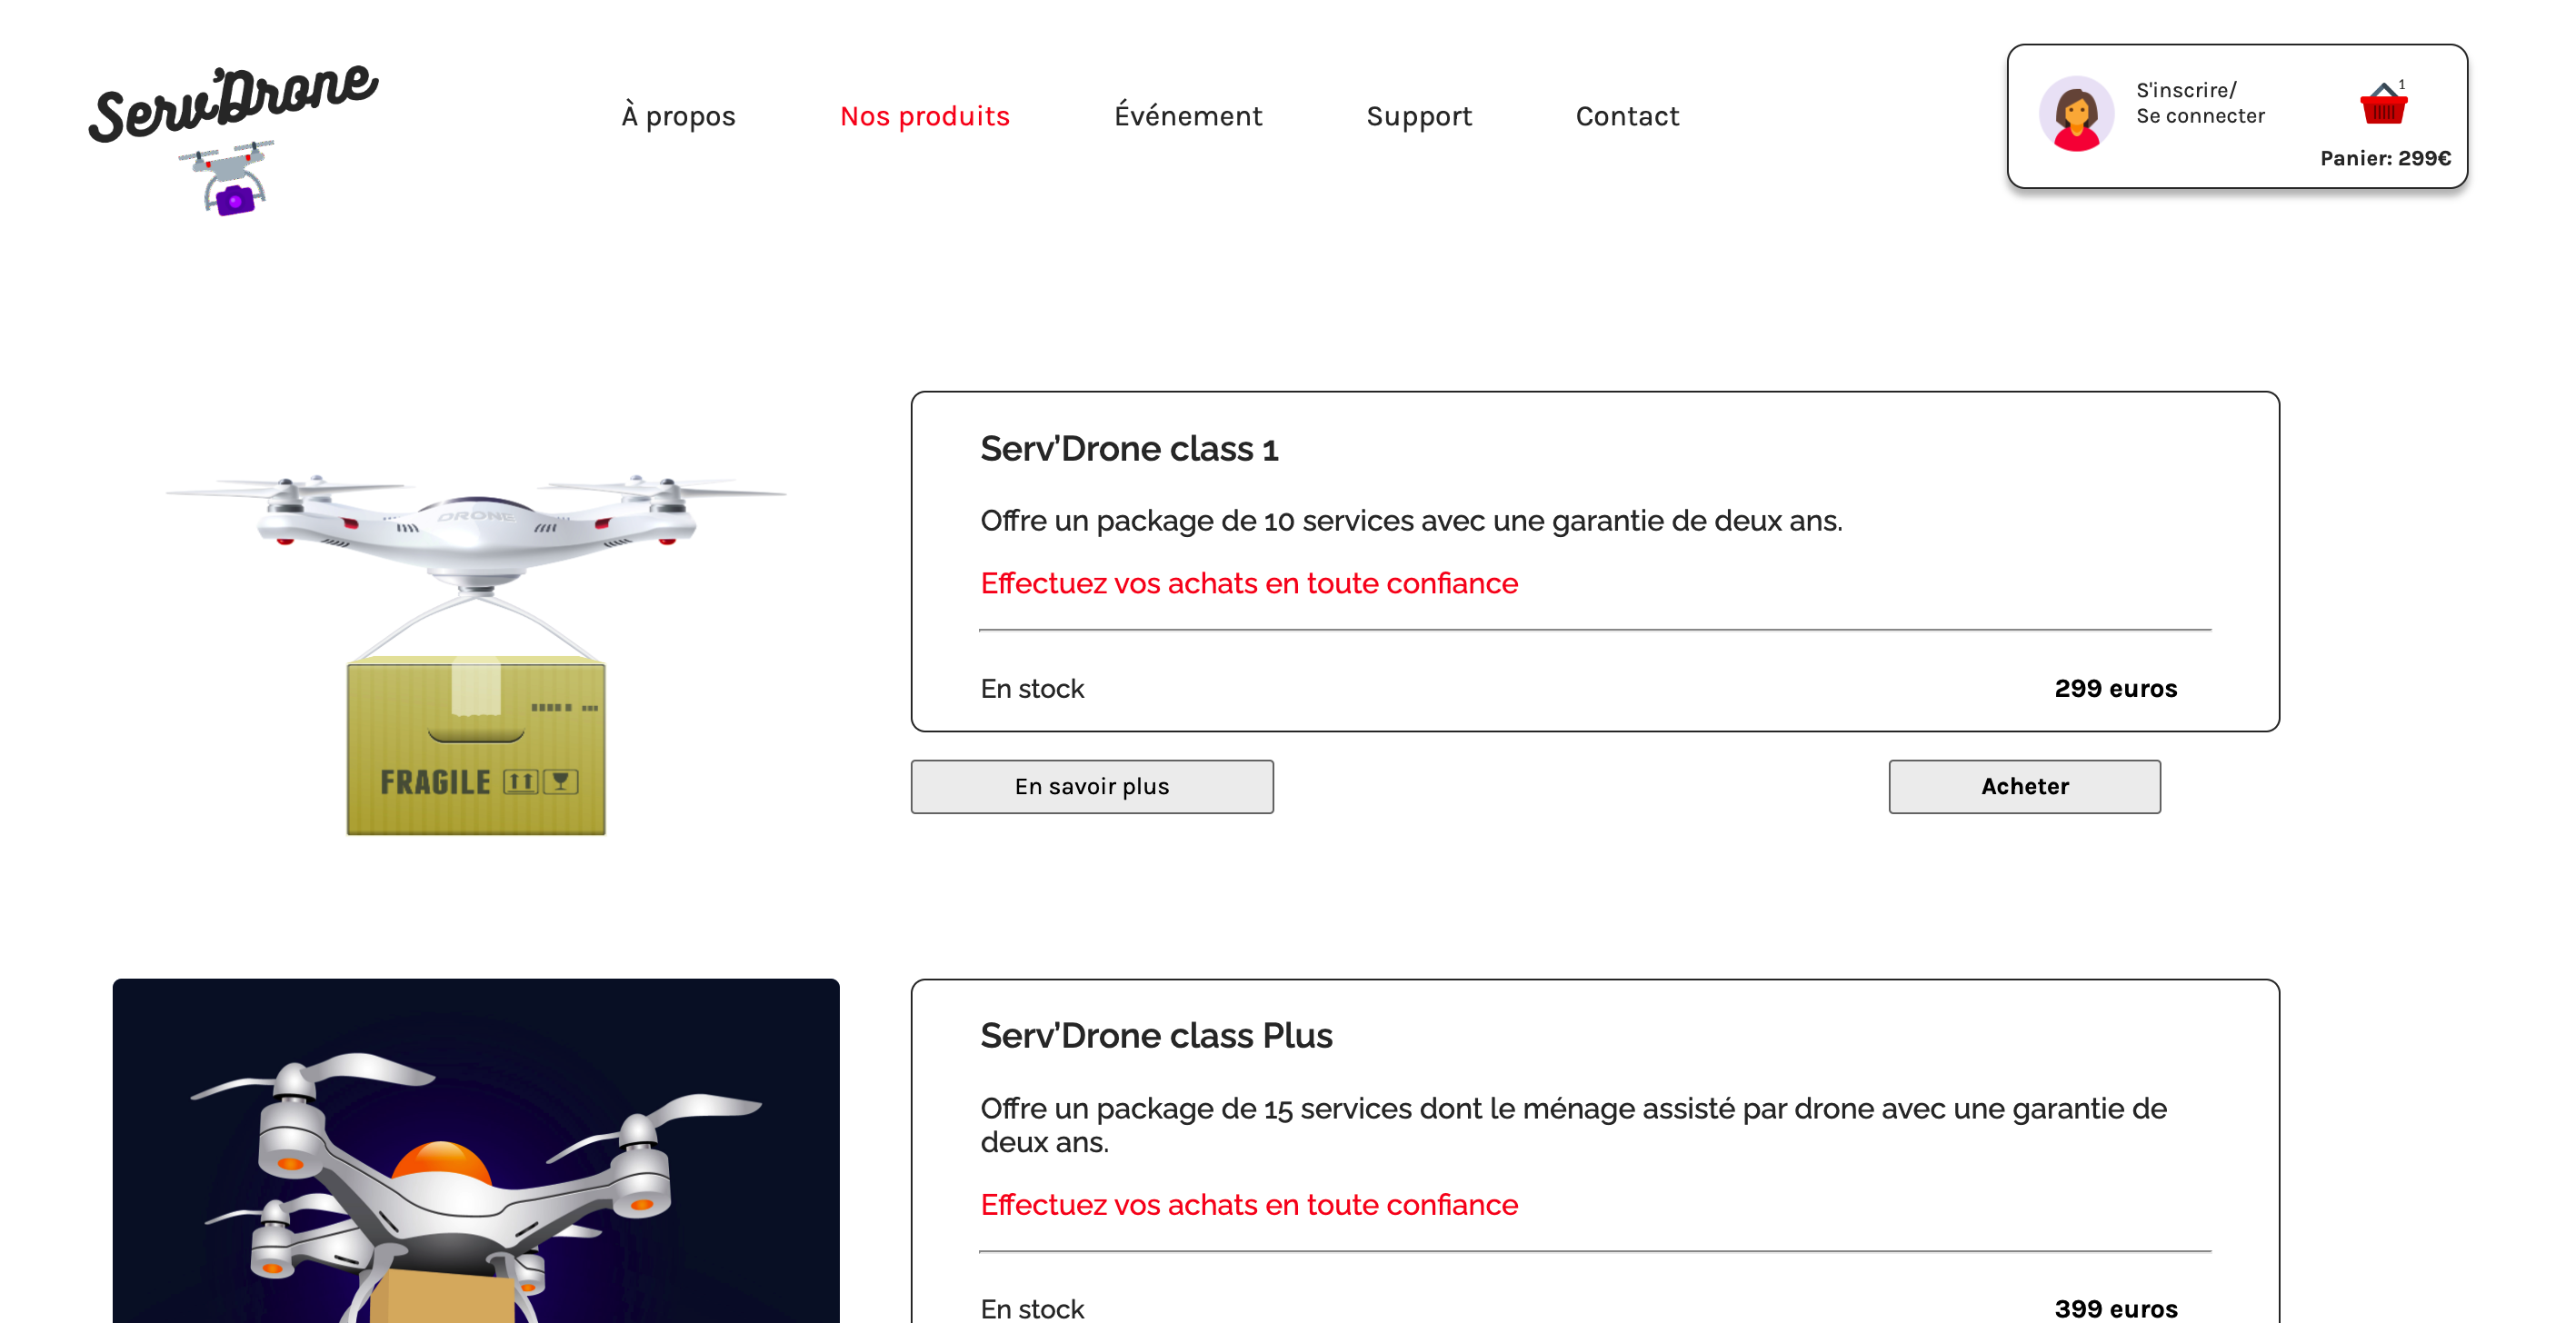 Serv'Drone
À propos
Nos produits
Événement
Support
Contact
S'inscrire/
Se connecter
1
Panier: 299€
Serv’Drone class 1
Offre un package de 10 services avec une garantie de deux ans.
Effectuez vos achats en toute confiance
En stock
299 euros
DRONE
FRAGILE
En savoir plus
Acheter
Serv’Drone class Plus
Offre un package de 15 services dont le ménage assisté par drone avec une garantie de
deux ans.
Effectuez vos achats en toute confiance
En stock
399 euros